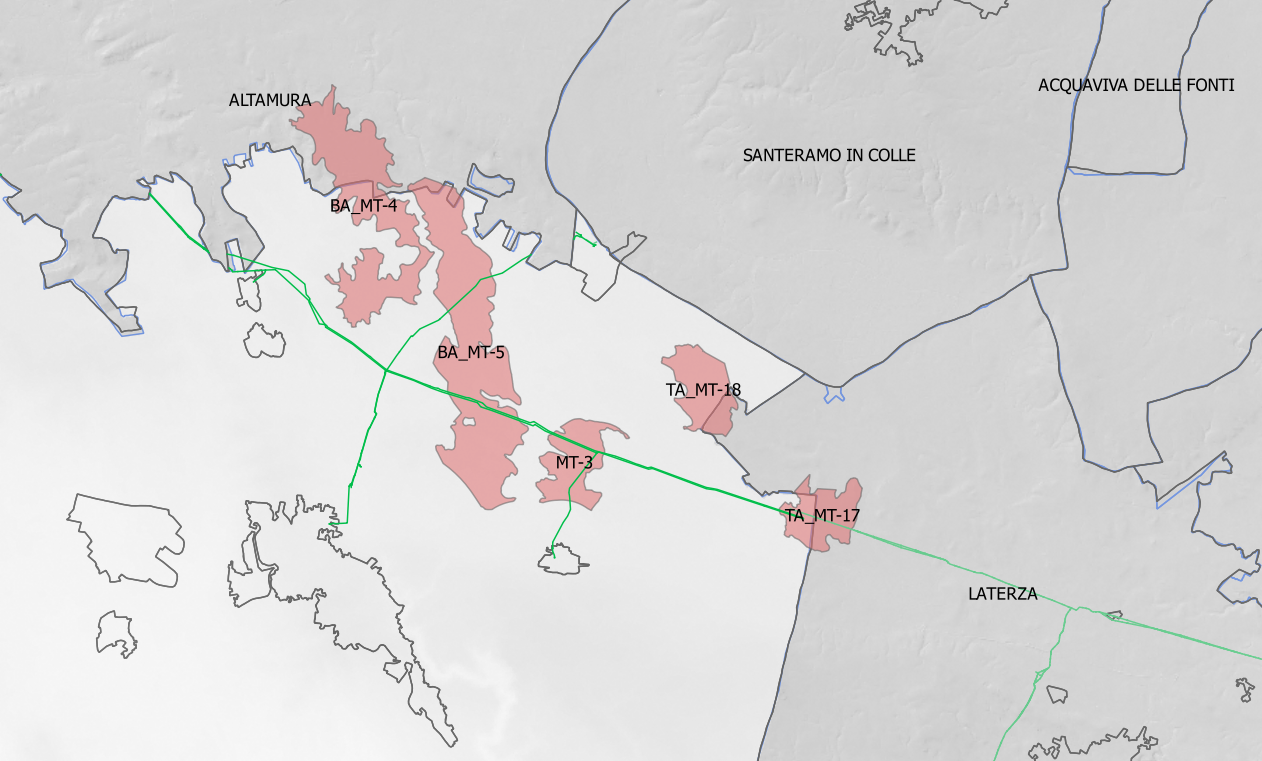 ACQUAVIVA DELLE FONTI
ALTAMURA
SANTERAMO IN COLLE
BA_MT-4
BA_MT-5
TA_MT-18
MT-3
TA_MT-17
LATERZA